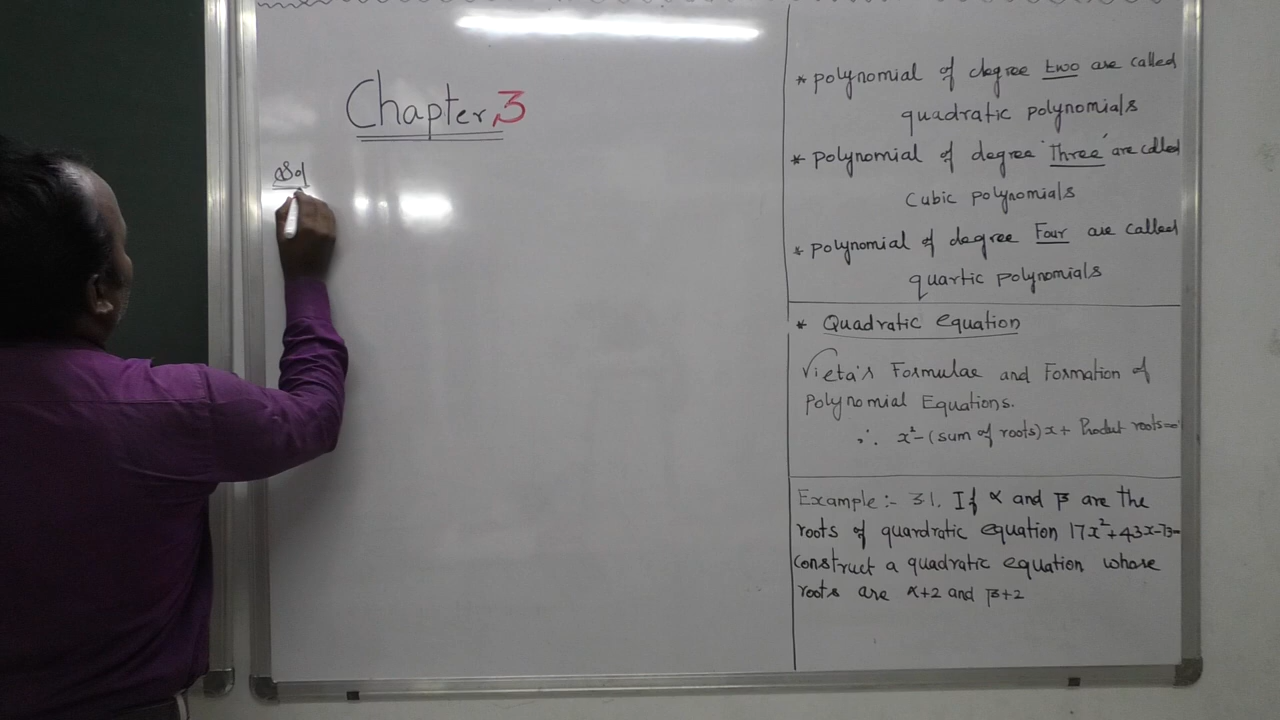 Chapter 3
Sol
* polynomial of degree two are called
quadratic polynomials
* polynomial of degree 'Three' are called
Cubic polynomials
* polynomial of degree Four are called
quartic polynomials
* Quadratic equation
Vieta's Formulae and Formation of
Polynomial Equations.
∴ x²-(sum of roots)x+ Product roots=0
Example:- 3.1. If α and β are the
roots of quardratic equation 17x²+43x-73=
construct a quadratic equation whose
roots are α+2 and β+2